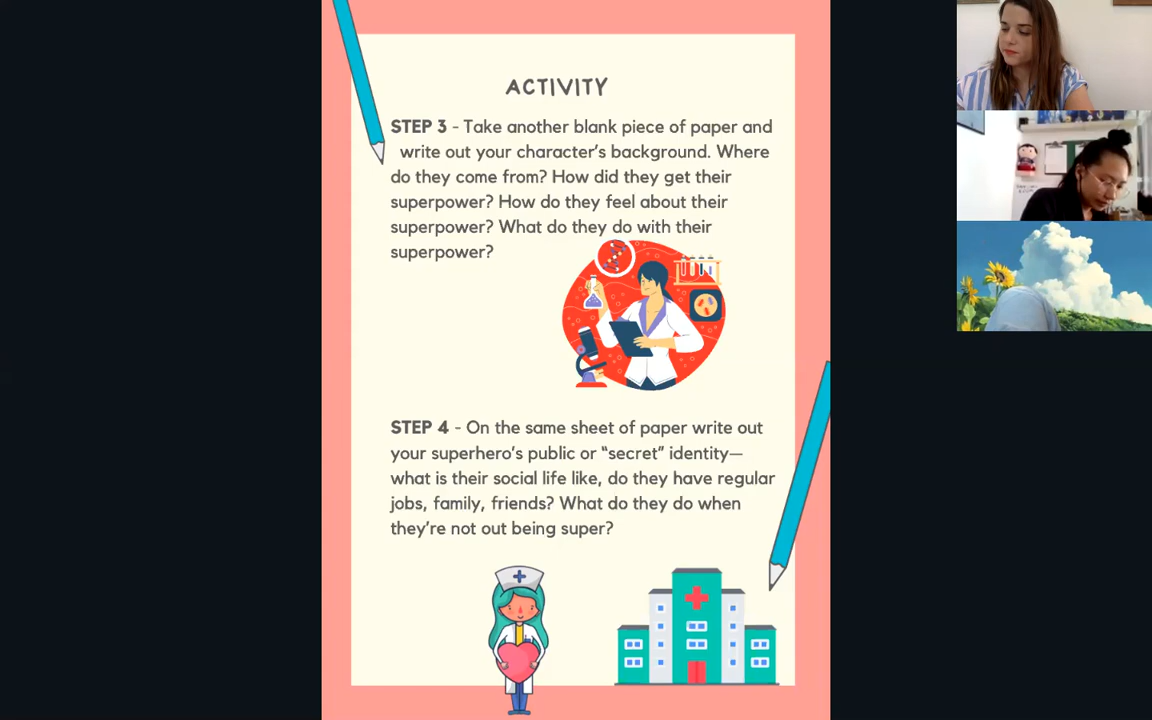 ACTIVITY
STEP 3 - Take another blank piece of paper and
write out your character's background. Where
do they come from? How did they get their
superpower? How do they feel about their
superpower? What do they do with their
superpower?
STEP 4 - On the same sheet of paper write out
your superhero's public or "secret" identity—
what is their social life like, do they have regular
jobs, family, friends? What do they do when
they're not out being super?